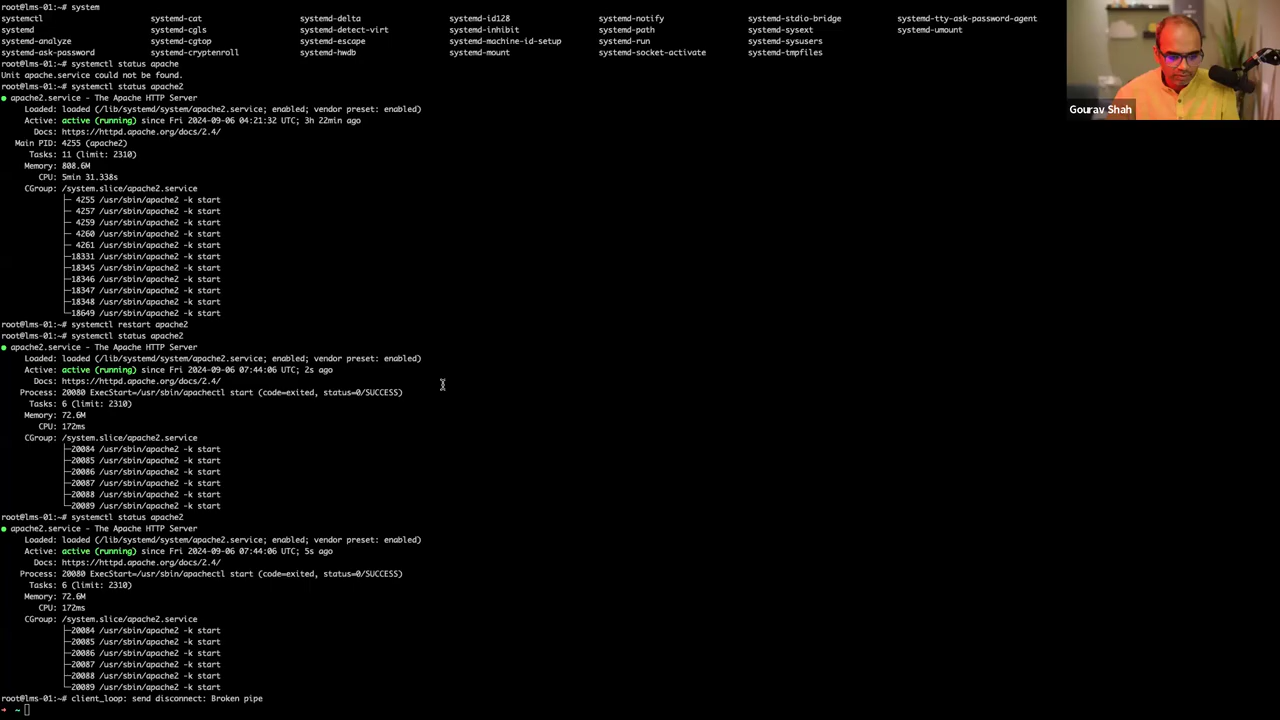 root@lms-01:~# system
systemctl systemd-cat systemd-delta systemd-id128 systemd-notify systemd-stdio-bridge systemd-tty-ask-password-agent
systemd systemd-cgls systemd-detect-virt systemd-inhibit systemd-path systemd-sysext systemd-umount
systemd-analyze systemd-cgtop systemd-escape systemd-machine-id-setup systemd-run systemd-sysusers
systemd-ask-password systemd-cryptenroll systemd-hwdb systemd-mount systemd-socket-activate systemd-tmpfiles
root@lms-01:~# systemctl status apache
Unit apache.service could not be found.
root@lms-01:~# systemctl status apache2
● apache2.service - The Apache HTTP Server
Loaded: loaded (/lib/systemd/system/apache2.service; enabled; vendor preset: enabled)
Active: active (running) since Fri 2024-09-06 04:21:32 UTC; 3h 22min ago
Docs: https://httpd.apache.org/docs/2.4/
Main PID: 4255 (apache2)
Tasks: 11 (limit: 2310)
Memory: 808.6M
CPU: 5min 31.338s
CGroup: /system.slice/apache2.service
├─ 4255 /usr/sbin/apache2 -k start
├─ 4257 /usr/sbin/apache2 -k start
├─ 4259 /usr/sbin/apache2 -k start
├─ 4260 /usr/sbin/apache2 -k start
├─ 4261 /usr/sbin/apache2 -k start
├─18331 /usr/sbin/apache2 -k start
├─18345 /usr/sbin/apache2 -k start
├─18346 /usr/sbin/apache2 -k start
├─18347 /usr/sbin/apache2 -k start
├─18348 /usr/sbin/apache2 -k start
└─18649 /usr/sbin/apache2 -k start
root@lms-01:~# systemctl restart apache2
root@lms-01:~# systemctl status apache2
● apache2.service - The Apache HTTP Server
Loaded: loaded (/lib/systemd/system/apache2.service; enabled; vendor preset: enabled)
Active: active (running) since Fri 2024-09-06 07:44:06 UTC; 2s ago
Docs: https://httpd.apache.org/docs/2.4/
Process: 20080 ExecStart=/usr/sbin/apachectl start (code=exited, status=0/SUCCESS)
Tasks: 6 (limit: 2310)
Memory: 72.6M
CPU: 172ms
CGroup: /system.slice/apache2.service
├─20084 /usr/sbin/apache2 -k start
├─20085 /usr/sbin/apache2 -k start
├─20086 /usr/sbin/apache2 -k start
├─20087 /usr/sbin/apache2 -k start
├─20088 /usr/sbin/apache2 -k start
└─20089 /usr/sbin/apache2 -k start
root@lms-01:~# systemctl status apache2
● apache2.service - The Apache HTTP Server
Loaded: loaded (/lib/systemd/system/apache2.service; enabled; vendor preset: enabled)
Active: active (running) since Fri 2024-09-06 07:44:06 UTC; 5s ago
Docs: https://httpd.apache.org/docs/2.4/
Process: 20080 ExecStart=/usr/sbin/apachectl start (code=exited, status=0/SUCCESS)
Tasks: 6 (limit: 2310)
Memory: 72.6M
CPU: 172ms
CGroup: /system.slice/apache2.service
├─20084 /usr/sbin/apache2 -k start
├─20085 /usr/sbin/apache2 -k start
├─20086 /usr/sbin/apache2 -k start
├─20087 /usr/sbin/apache2 -k start
├─20088 /usr/sbin/apache2 -k start
└─20089 /usr/sbin/apache2 -k start
root@lms-01:~# client_loop: send disconnect: Broken pipe
➜ ~
Gourav Shah